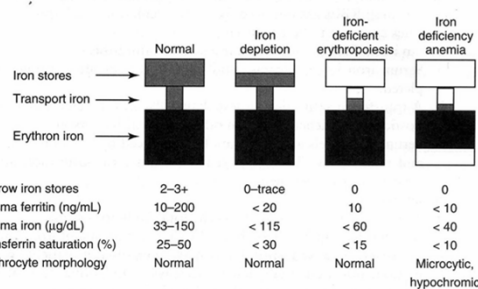 Normal Iron depletion Iron-deficient erythropoiesis Iron deficiency anemia
Iron stores
Transport iron
Erythron iron
row iron stores 2–3+ 0–trace 0 0
ma ferritin (ng/mL) 10–200 < 20 10 < 10
ma iron (µg/dL) 33–150 < 115 < 60 < 40
nsferrin saturation (%) 25–50 < 30 < 15 < 10
hrocyte morphology Normal Normal Normal Microcytic,
hypochromic